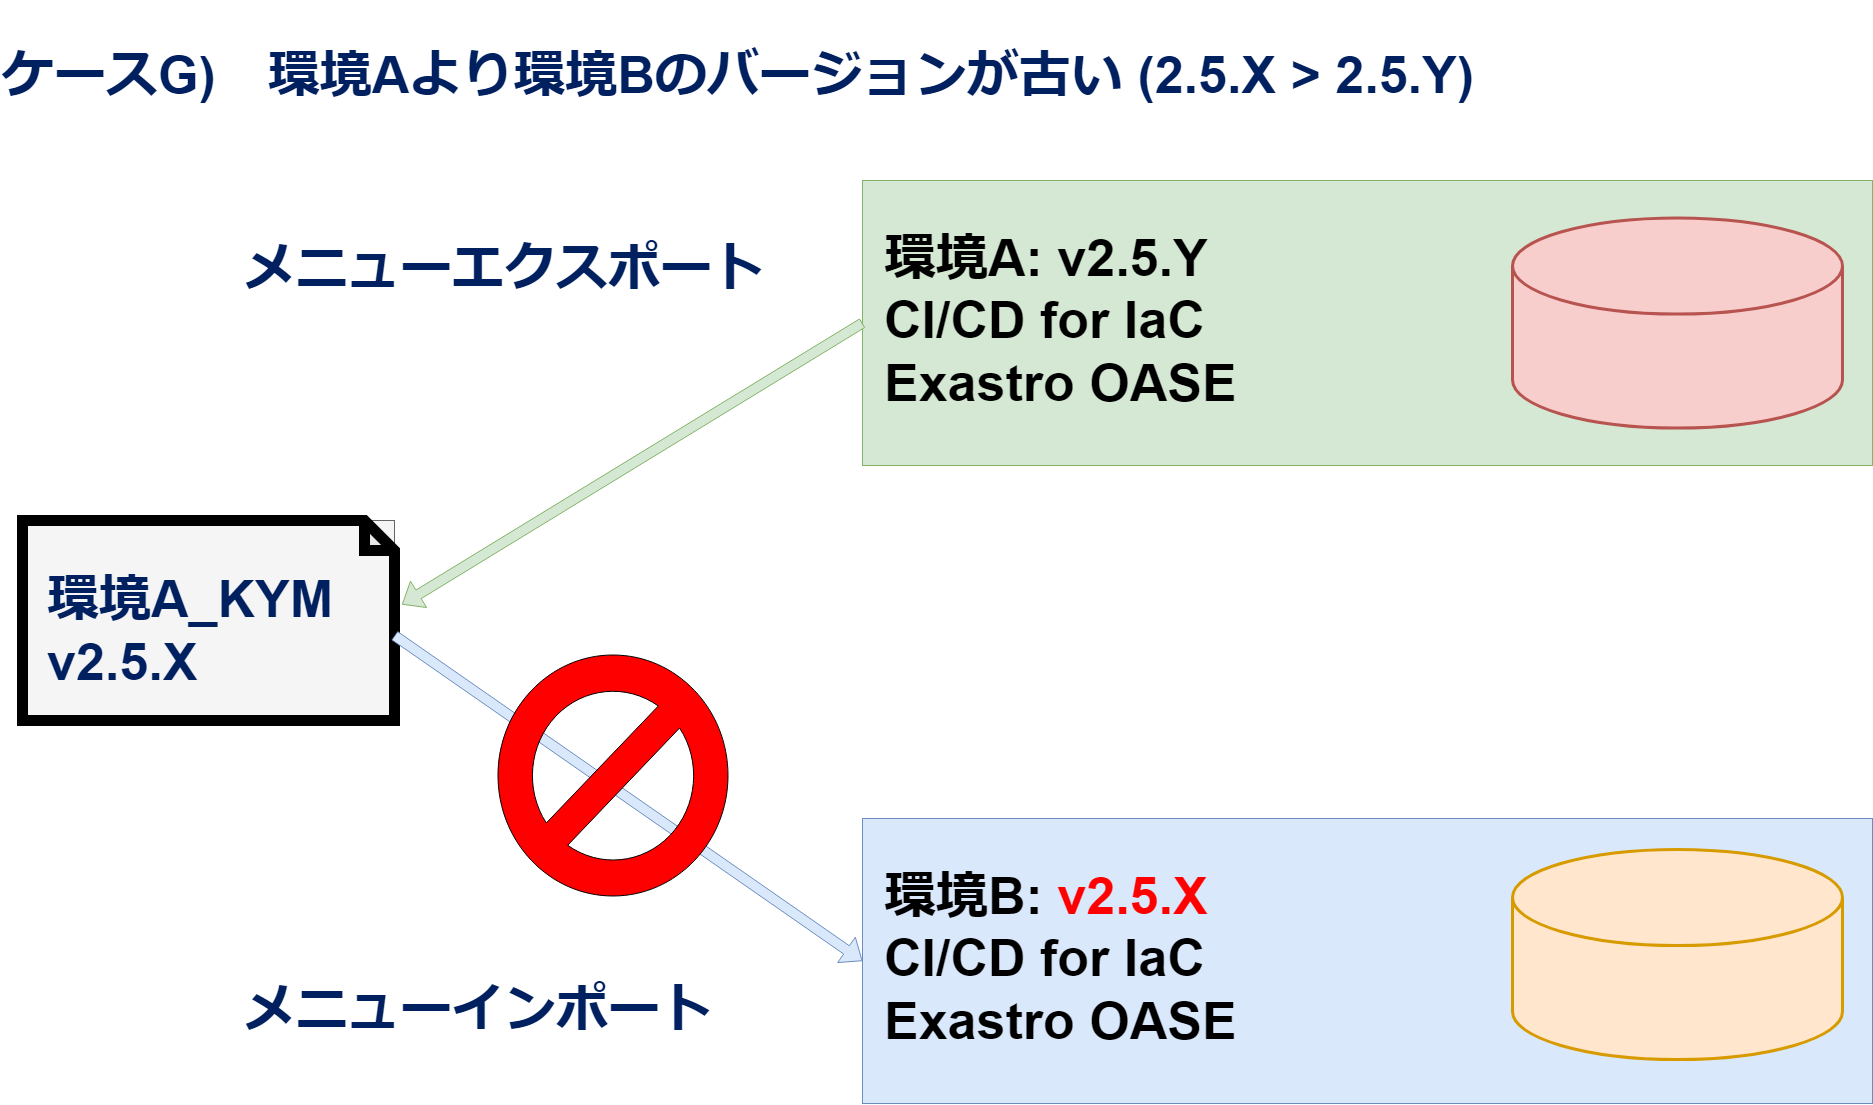 ケースG)　環境Aより環境Bのバージョンが古い (2.5.X > 2.5.Y)
メニューエクスポート
環境A: v2.5.Y
CI/CD for IaC
Exastro OASE
環境A_KYM
v2.5.X
環境B: v2.5.X
CI/CD for IaC
Exastro OASE
メニューインポート